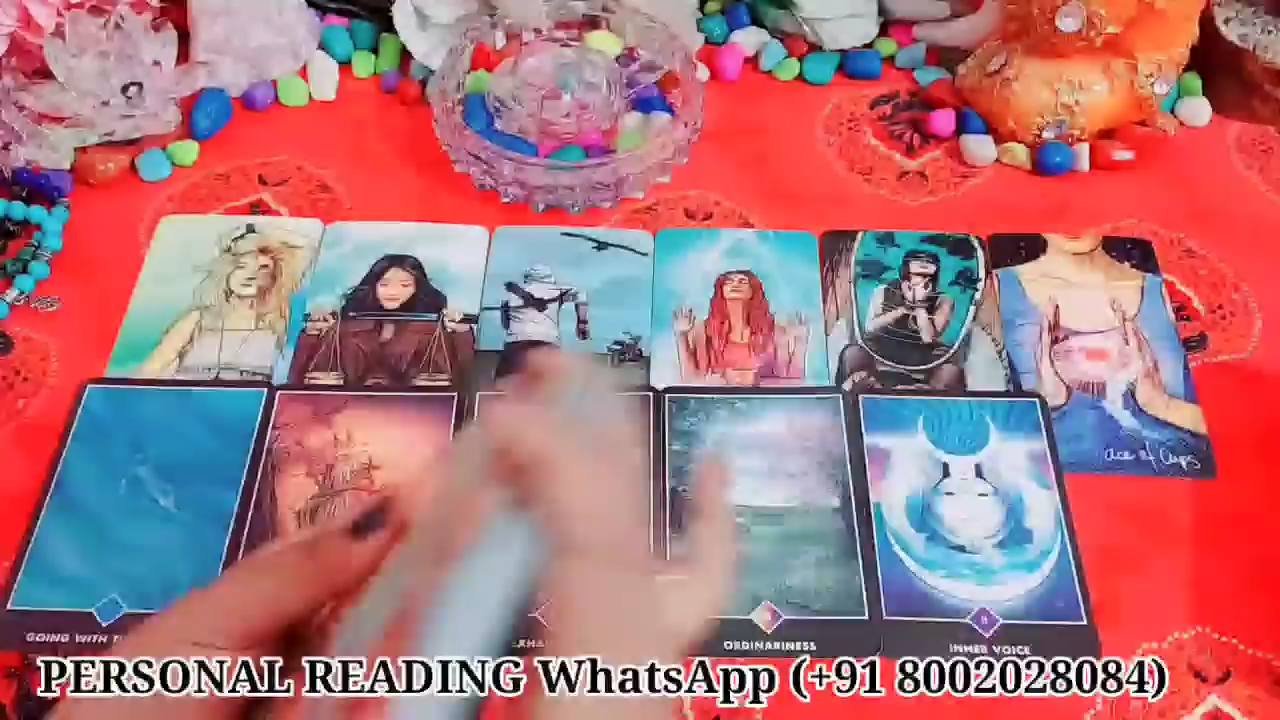 ace of Cups
GOING WITH
ORDINARINESS
INNER VOICE
PERSONAL READING WhatsApp (+91 8002028084)